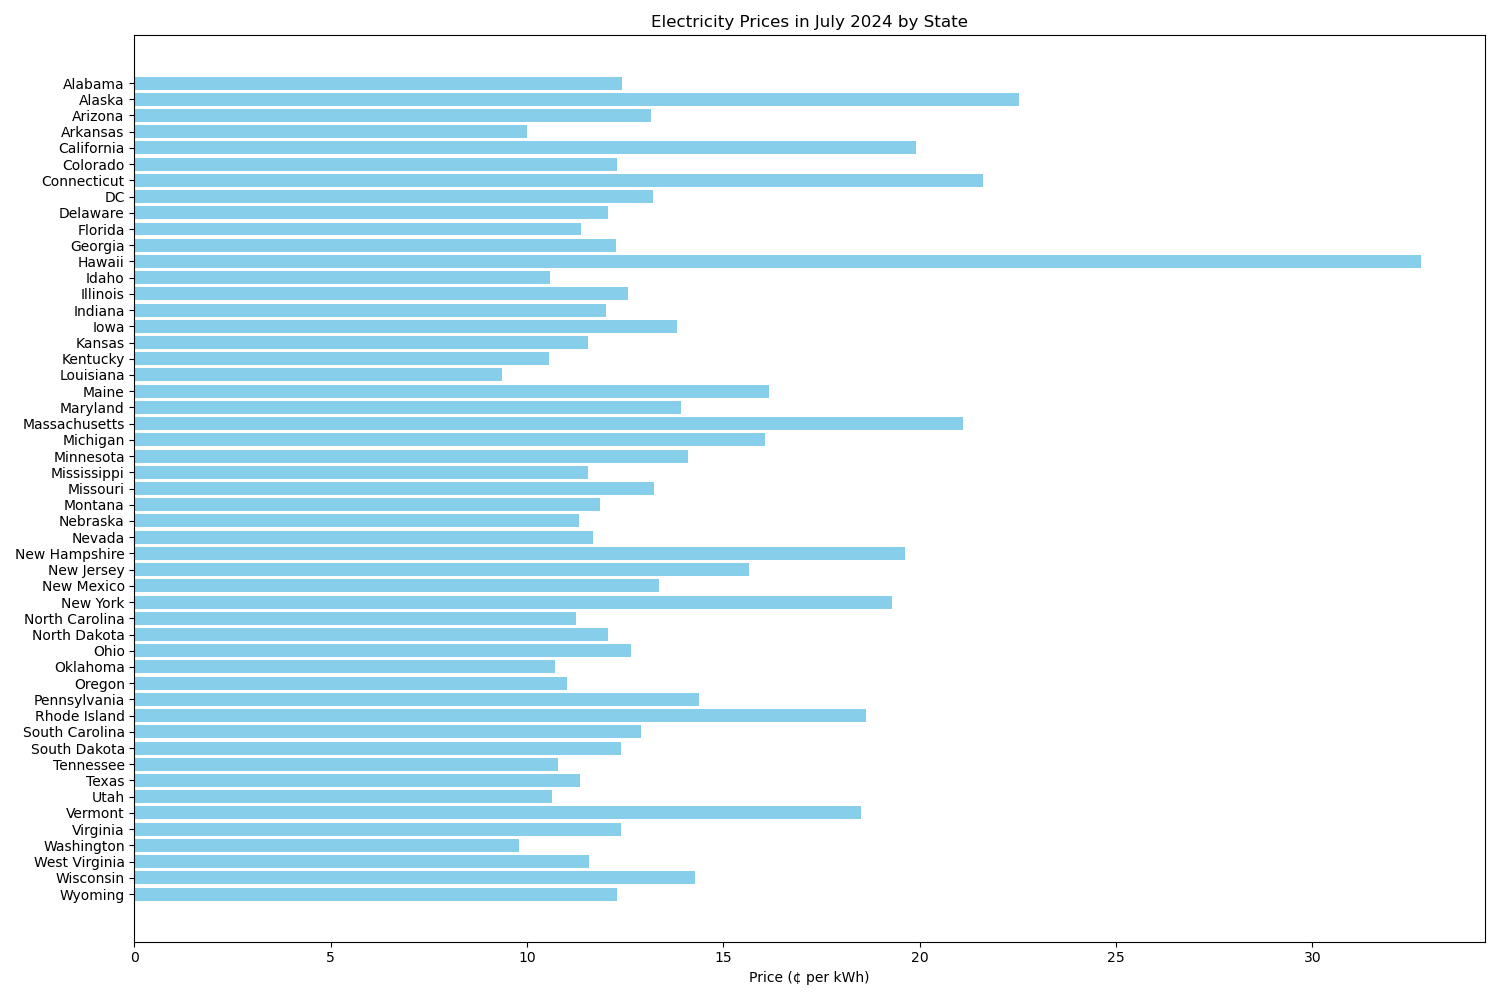 Electricity Prices in July 2024 by State
Alabama
Alaska
Arizona
Arkansas
California
Colorado
Connecticut
DC
Delaware
Florida
Georgia
Hawaii
Idaho
Illinois
Indiana
Iowa
Kansas
Kentucky
Louisiana
Maine
Maryland
Massachusetts
Michigan
Minnesota
Mississippi
Missouri
Montana
Nebraska
Nevada
New Hampshire
New Jersey
New Mexico
New York
North Carolina
North Dakota
Ohio
Oklahoma
Oregon
Pennsylvania
Rhode Island
South Carolina
South Dakota
Tennessee
Texas
Utah
Vermont
Virginia
Washington
West Virginia
Wisconsin
Wyoming
0 5 10 15 20 25 30
Price (¢ per kWh)